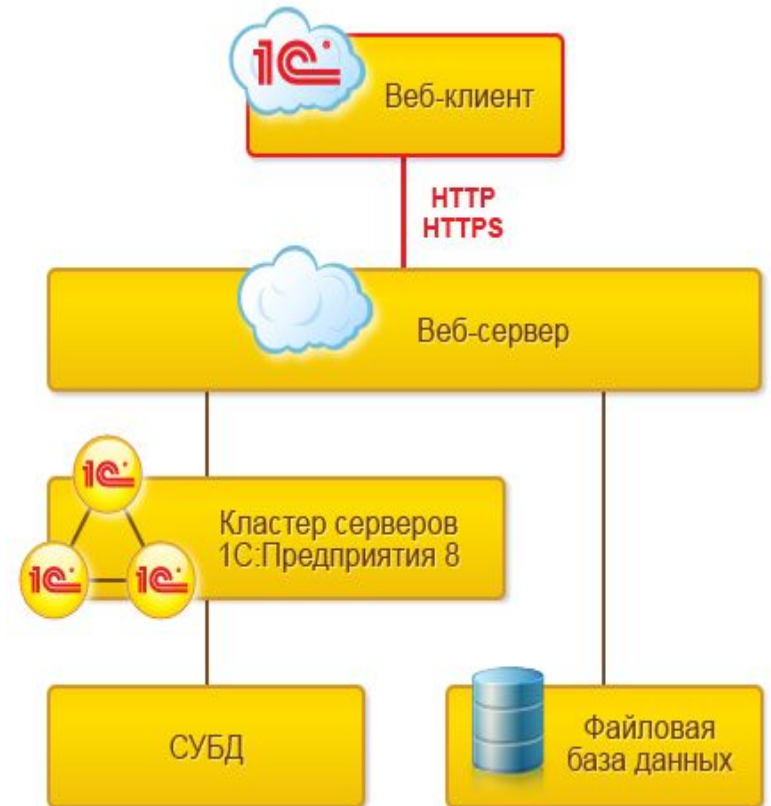 1С
Веб-клиент
HTTP
HTTPS
Веб-сервер
1С
Кластер серверов
1С:Предприятия 8
1С
1С
СУБД
Файловая
база данных